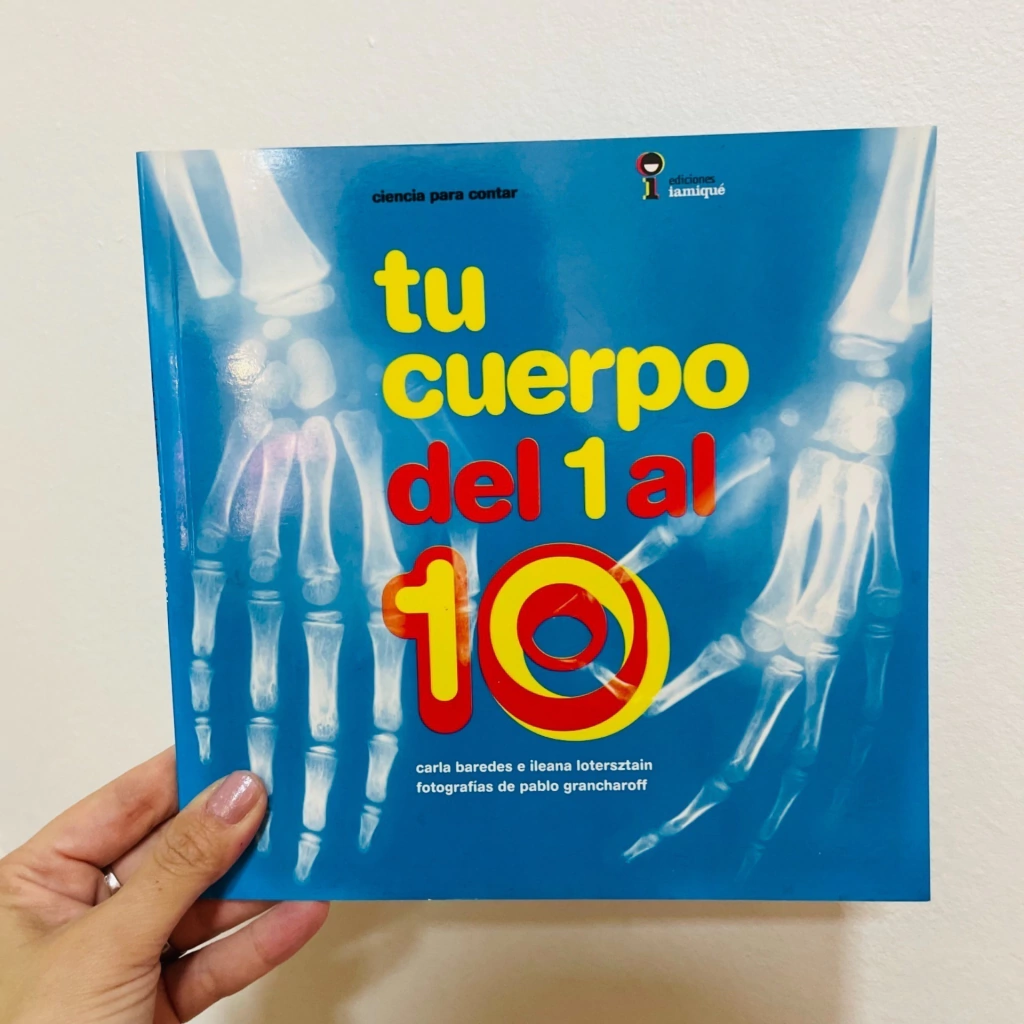 ciencia para contar
ediciones
iamiqué
tu
cuerpo
del 1 al
10
carla baredes e ileana lotersztain
fotografías de pablo grancharoff